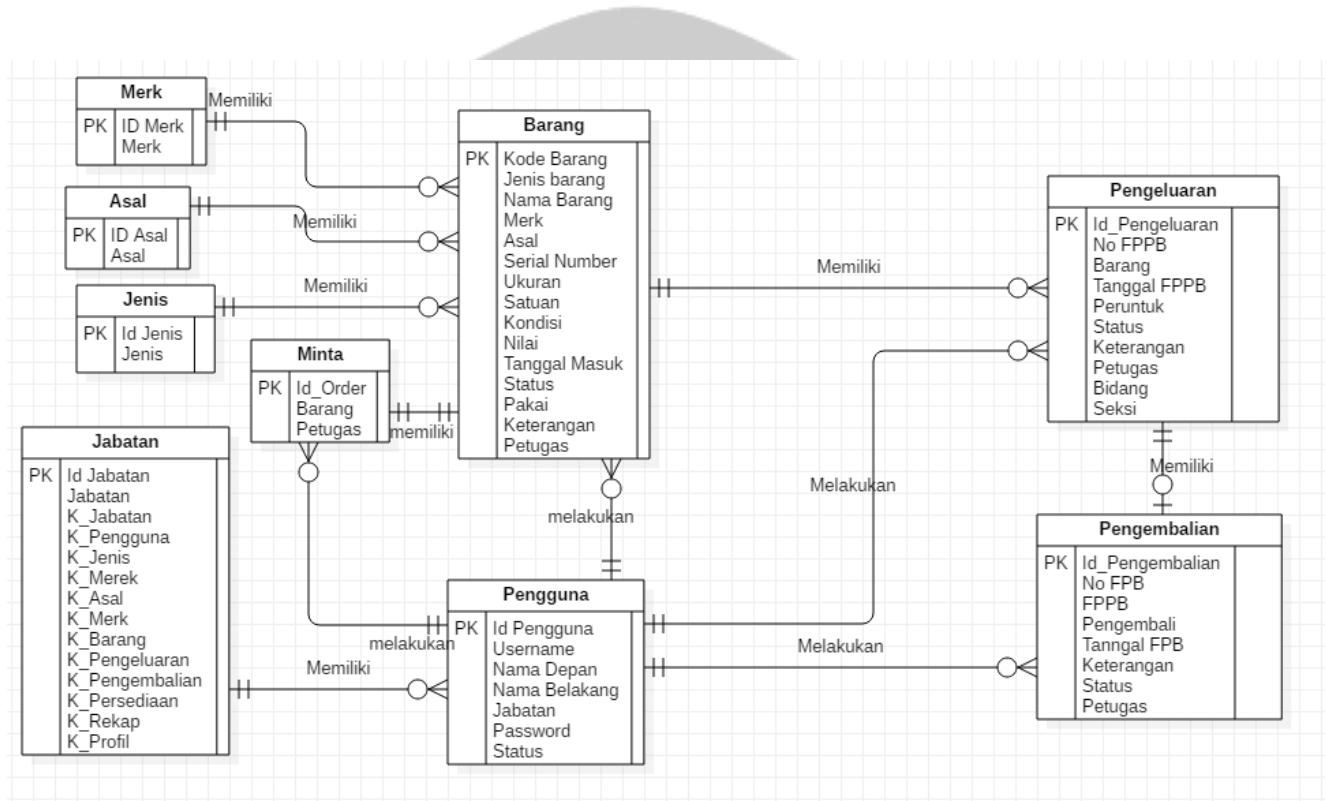 Merk
PK
ID Merk
Merk
Memiliki
Asal
PK
ID Asal
Asal
Memiliki
Jenis
PK
Id Jenis
Jenis
Memiliki
Minta
PK
Id_Order
Barang
Petugas
memiliki
Jabatan
PK
Id Jabatan
Jabatan
K_Jabatan
K_Pengguna
K_Jenis
K_Merek
K_Asal
K_Merk
K_Barang
K_Pengeluaran
K_Pengembalian
K_Persediaan
K_Rekap
K_Profil
Memiliki
melakukan
Barang
PK
Kode Barang
Jenis barang
Nama Barang
Merk
Asal
Serial Number
Ukuran
Satuan
Kondisi
Nilai
Tanggal Masuk
Status
Pakai
Keterangan
Petugas
melakukan
Pengguna
PK
Id Pengguna
Username
Nama Depan
Nama Belakang
Jabatan
Password
Status
Memiliki
Melakukan
Melakukan
Pengeluaran
PK
Id_Pengeluaran
No FPPB
Barang
Tanggal FPPB
Peruntuk
Status
Keterangan
Petugas
Bidang
Seksi
Memiliki
Pengembalian
PK
Id_Pengembalian
No FPB
FPPB
Pengembali
Tanngal FPB
Keterangan
Status
Petugas